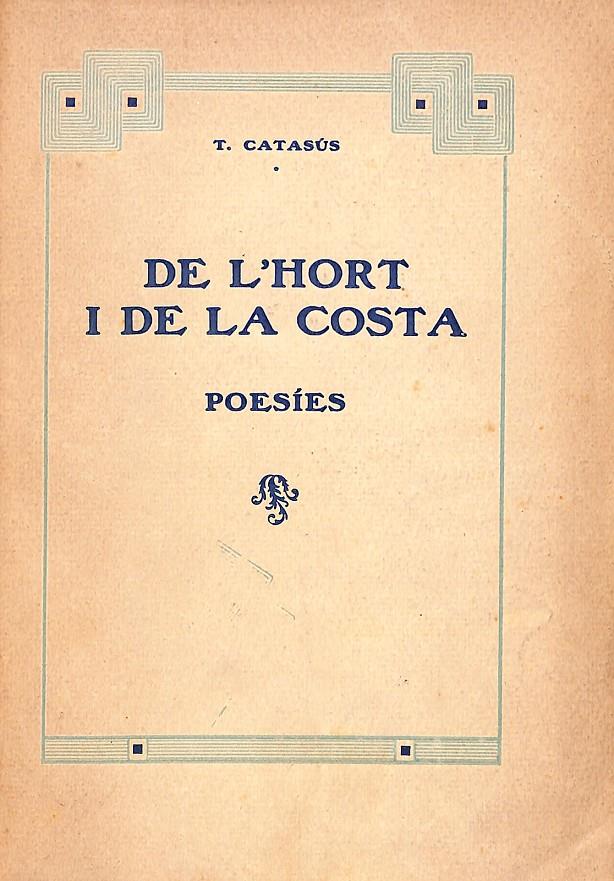 T. CATASÚS
DE L'HORT
I DE LA COSTA
POESÍES